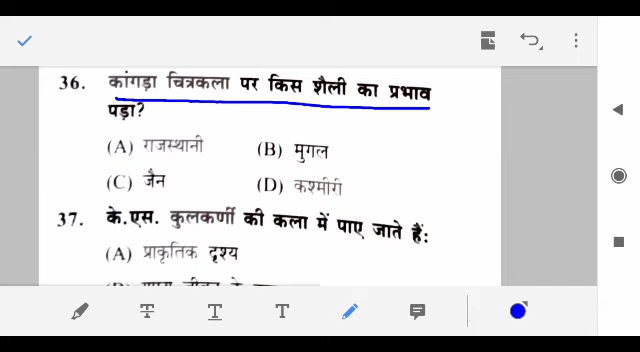 36. कांगड़ा चित्रकला पर किस शैली का प्रभाव
पड़ा?
(A) राजस्थानी (B) मुगल
(C) जैन (D) कश्मीरी
37. के.एस. कुलकर्णी की कला में पाए जाते हैं:
(A) प्राकृतिक दृश्य
T T T